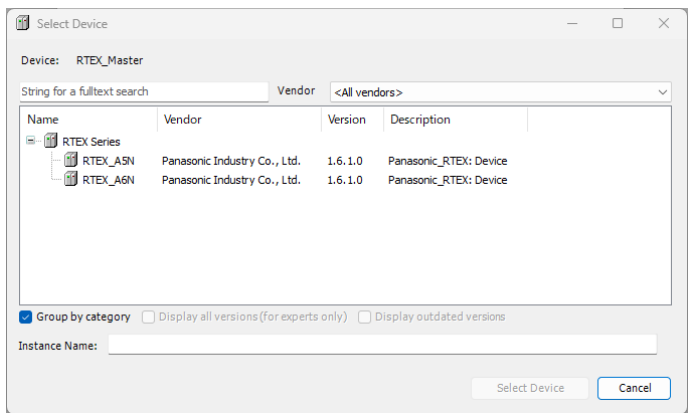 Select Device
Device: RTEX_Master
String for a fulltext search Vendor <All vendors>
Name Vendor Version Description
RTEX Series
RTEX_A5N Panasonic Industry Co., Ltd. 1.6.1.0 Panasonic_RTEX: Device
RTEX_A6N Panasonic Industry Co., Ltd. 1.6.1.0 Panasonic_RTEX: Device
Group by category Display all versions (for experts only) Display outdated versions
Instance Name:
Select Device Cancel